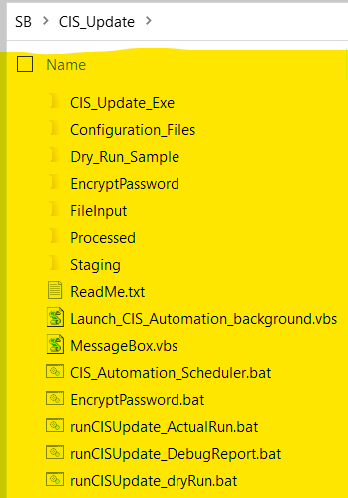 SB > CIS_Update >
Name
CIS_Update_Exe
Configuration_Files
Dry_Run_Sample
EncryptPassword
FileInput
Processed
Staging
ReadMe.txt
Launch_CIS_Automation_background.vbs
MessageBox.vbs
CIS_Automation_Scheduler.bat
EncryptPassword.bat
runCISUpdate_ActualRun.bat
runCISUpdate_DebugReport.bat
runCISUpdate_dryRun.bat